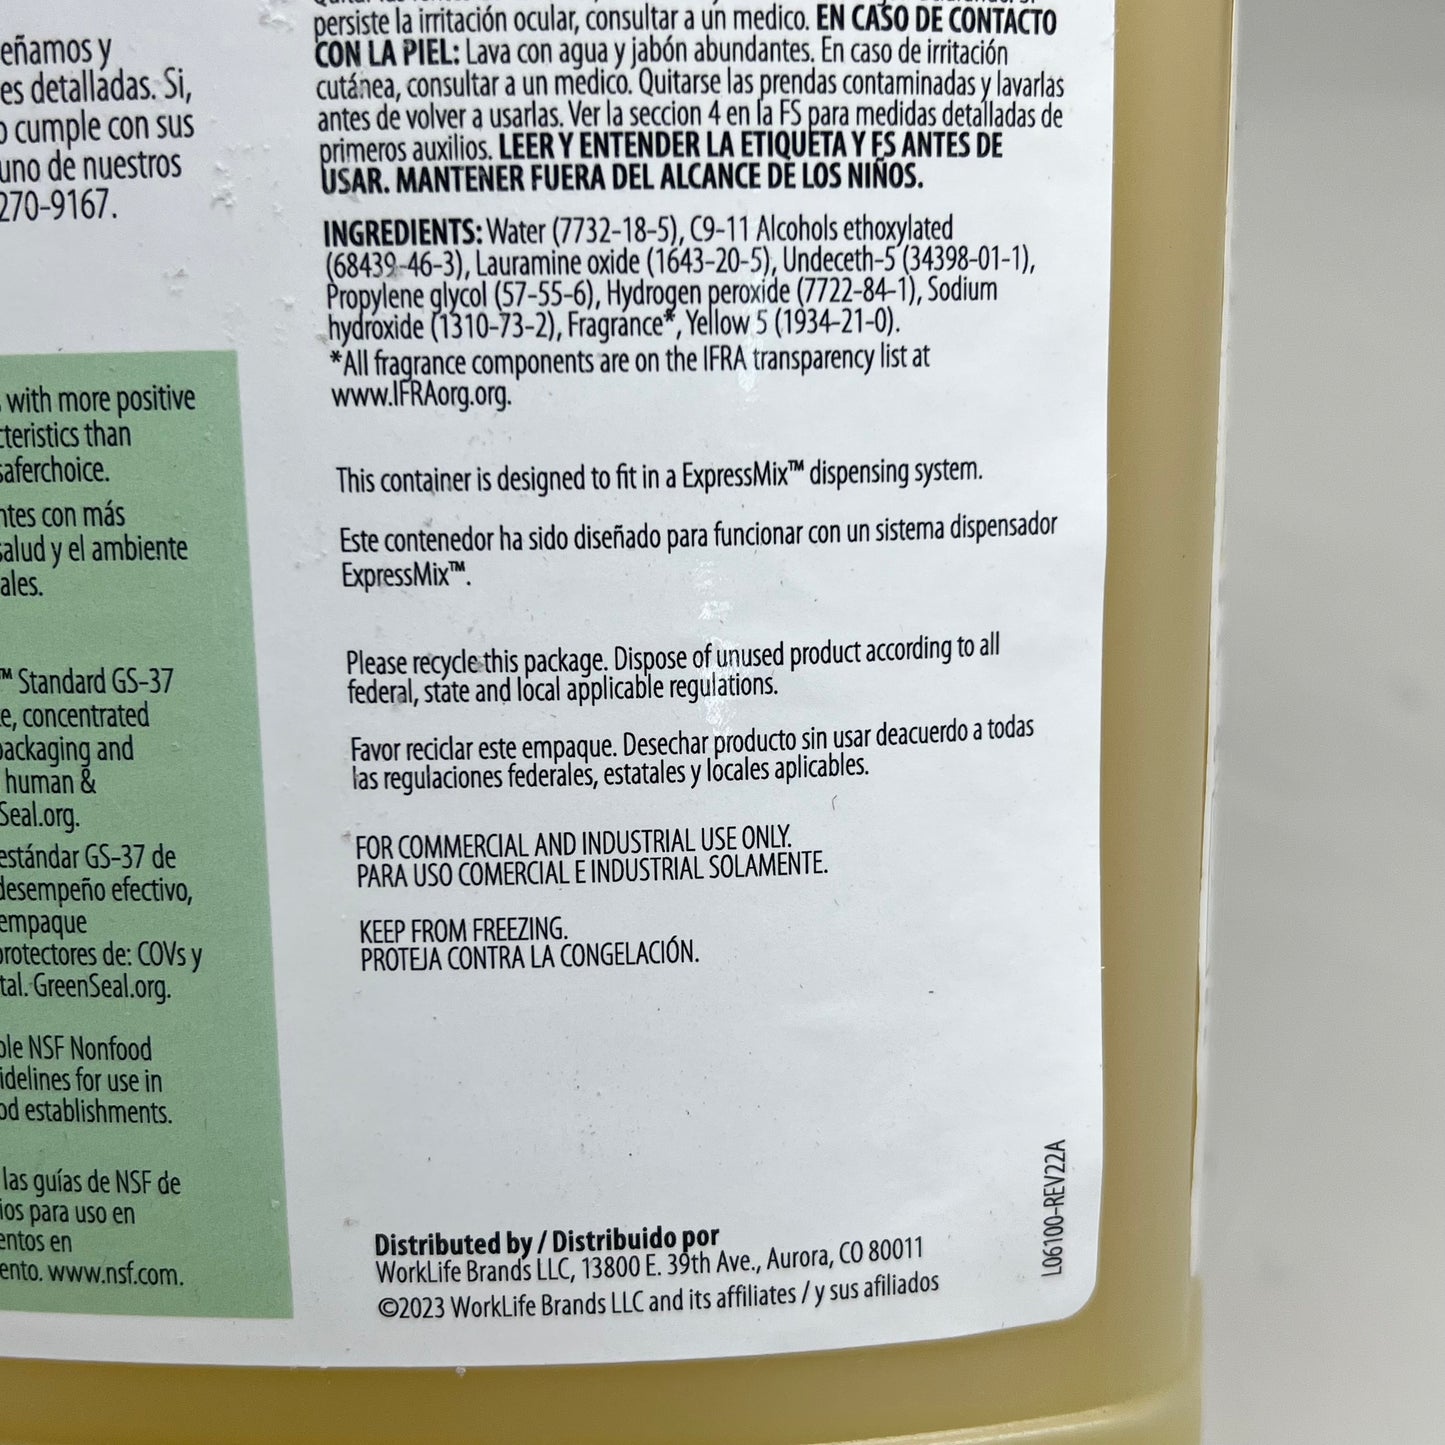 eñamos y
es detalladas. Si,
cumple con sus
uno de nuestros
270-9167.
with more positive
cteristics than
saferchoice.
ntes con más
salud y el ambiente
ales.
™ Standard GS-37
e, concentrated
packaging and
human &
Seal.org.
estándar GS-37 de
desempeño efectivo,
empaque
protectores de: COVs y
tal. GreenSeal.org.
ble NSF Nonfood
idelines for use in
od establishments.
las guías de NSF de
ios para uso en
entos en
ento. www.nsf.com.
persiste la irritación ocular, consultar a un medico. EN CASO DE CONTACTO
CON LA PIEL: Lava con agua y jabón abundantes. En caso de irritación
cutánea, consultar a un medico. Quitarse las prendas contaminadas y lavarlas
antes de volver a usarlas. Ver la seccion 4 en la FS para medidas detalladas de
primeros auxilios. LEER Y ENTENDER LA ETIQUETA Y FS ANTES DE
USAR. MANTENER FUERA DEL ALCANCE DE LOS NIÑOS.
INGREDIENTS: Water (7732-18-5), C9-11 Alcohols ethoxylated
(68439-46-3), Lauramine oxide (1643-20-5), Undeceth-5 (34398-01-1),
Propylene glycol (57-55-6), Hydrogen peroxide (7722-84-1), Sodium
hydroxide (1310-73-2), Fragrance*, Yellow 5 (1934-21-0).
*All fragrance components are on the IFRA transparency list at
www.IFRAorg.org.
This container is designed to fit in a ExpressMix™ dispensing system.
Este contenedor ha sido diseñado para funcionar con un sistema dispensador
ExpressMix™.
Please recycle this package. Dispose of unused product according to all
federal, state and local applicable regulations.
Favor reciclar este empaque. Desechar producto sin usar deacuerdo a todas
las regulaciones federales, estatales y locales aplicables.
FOR COMMERCIAL AND INDUSTRIAL USE ONLY.
PARA USO COMERCIAL E INDUSTRIAL SOLAMENTE.
KEEP FROM FREEZING.
PROTEJA CONTRA LA CONGELACIÓN.
Distributed by / Distribuido por
WorkLife Brands LLC, 13800 E. 39th Ave., Aurora, CO 80011
©2023 WorkLife Brands LLC and its affiliates / y sus afiliados
L06100-REV22A